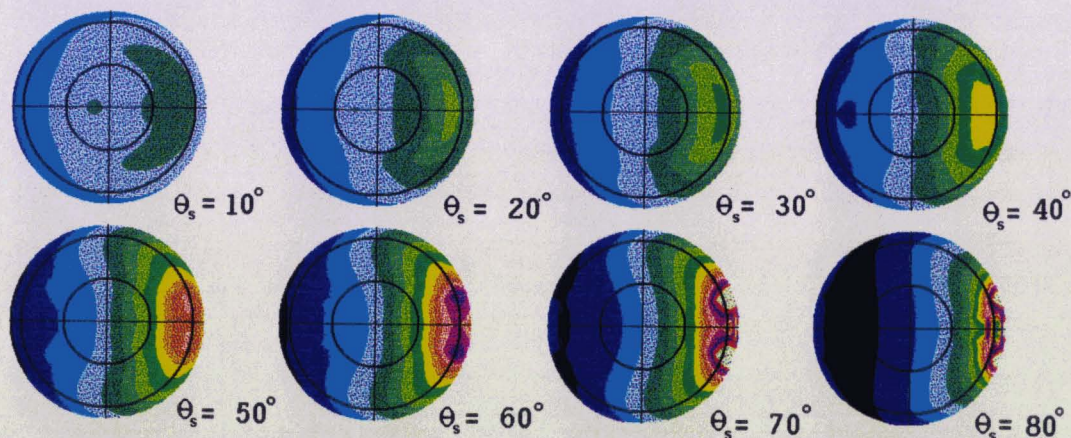 θs = 10°
θs = 20°
θs = 30°
θs = 40°
θs = 50°
θs = 60°
θs = 70°
θs = 80°